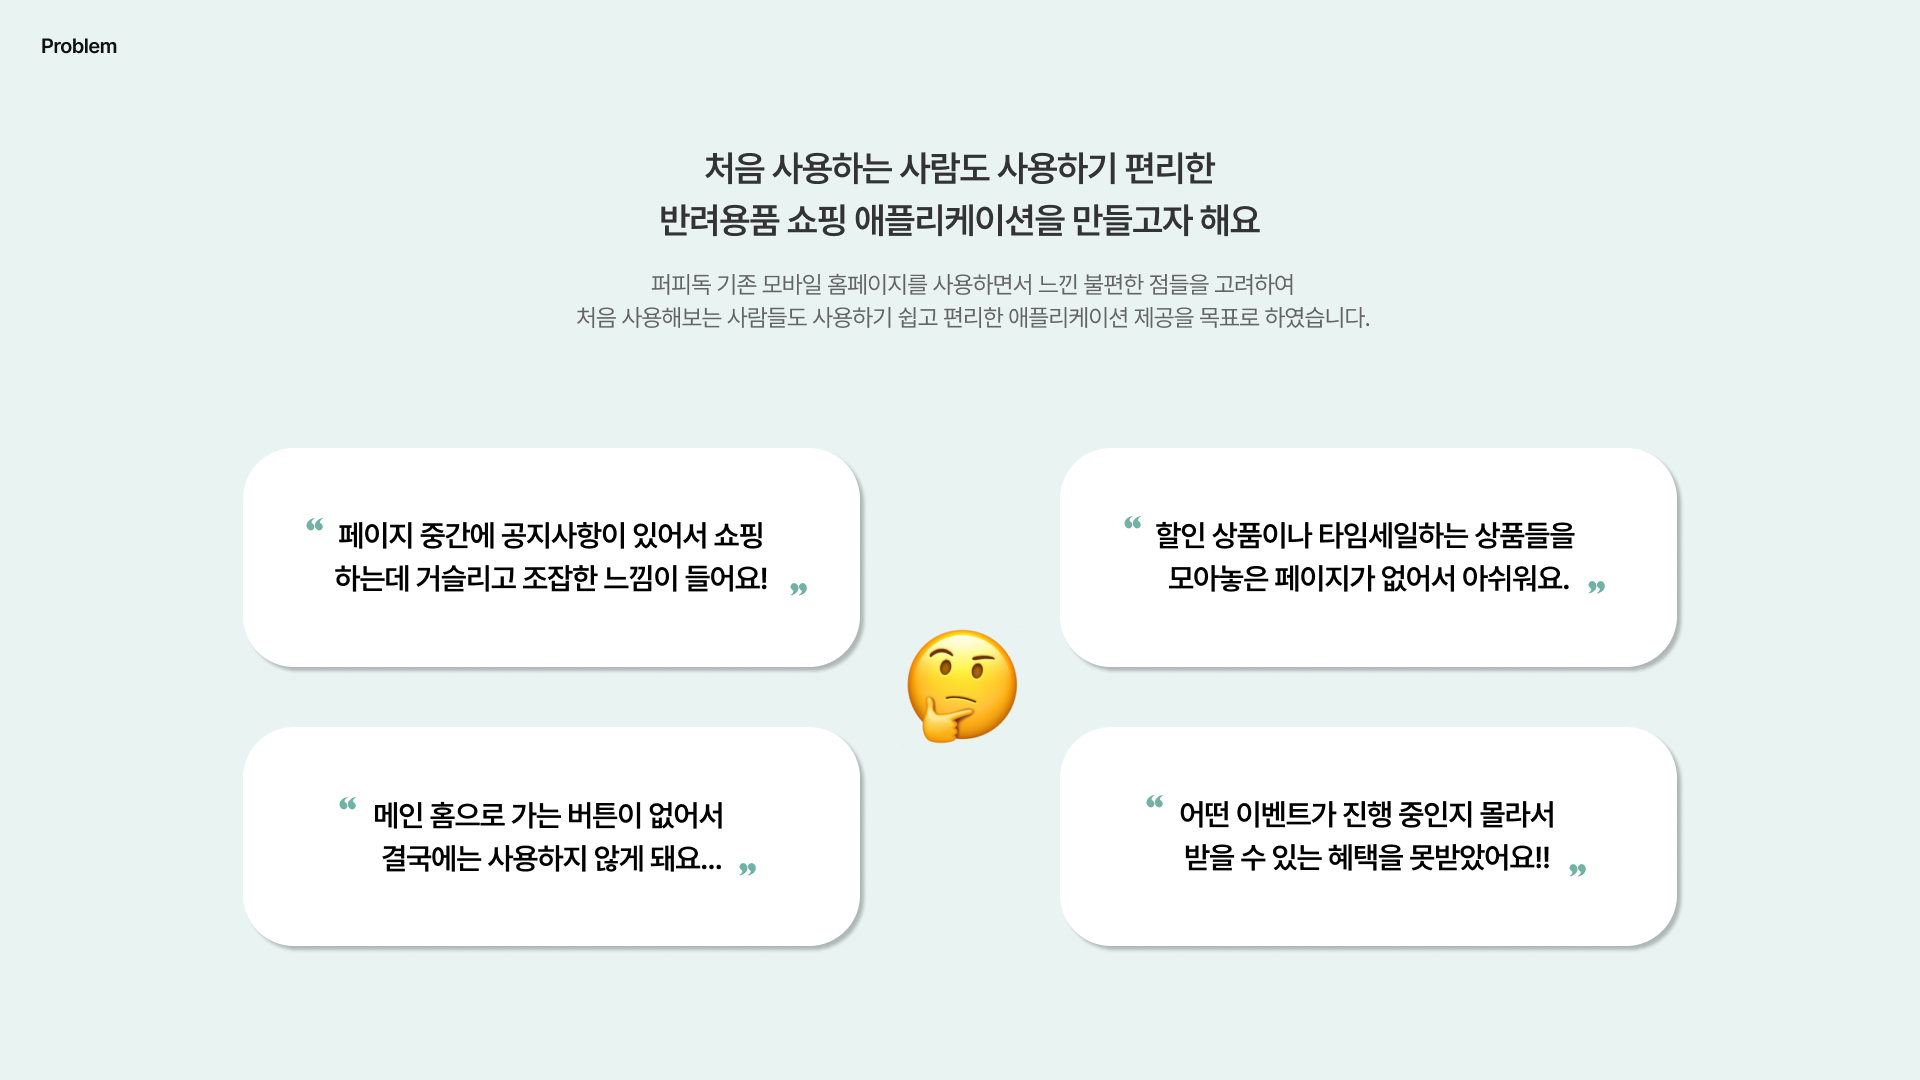 Problem
처음 사용하는 사람도 사용하기 편리한
반려용품 쇼핑 애플리케이션을 만들고자 해요
퍼피독 기존 모바일 홈페이지를 사용하면서 느낀 불편한 점들을 고려하여
처음 사용해보는 사람들도 사용하기 쉽고 편리한 애플리케이션 제공을 목표로 하였습니다.
“ 페이지 중간에 공지사항이 있어서 쇼핑
하는데 거슬리고 조잡한 느낌이 들어요! ”
“ 할인 상품이나 타임세일하는 상품들을
모아놓은 페이지가 없어서 아쉬워요. ”
“ 메인 홈으로 가는 버튼이 없어서
결국에는 사용하지 않게 돼요... ”
“ 어떤 이벤트가 진행 중인지 몰라서
받을 수 있는 혜택을 못받았어요!! ”